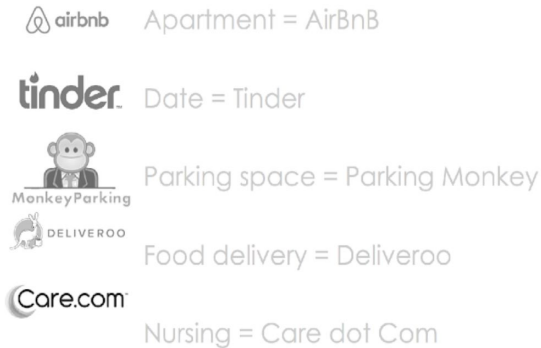 airbnb Apartment = AirBnB
tinder Date = Tinder
MonkeyParking Parking space = Parking Monkey
DELIVEROO Food delivery = Deliveroo
Care.com Nursing = Care dot Com